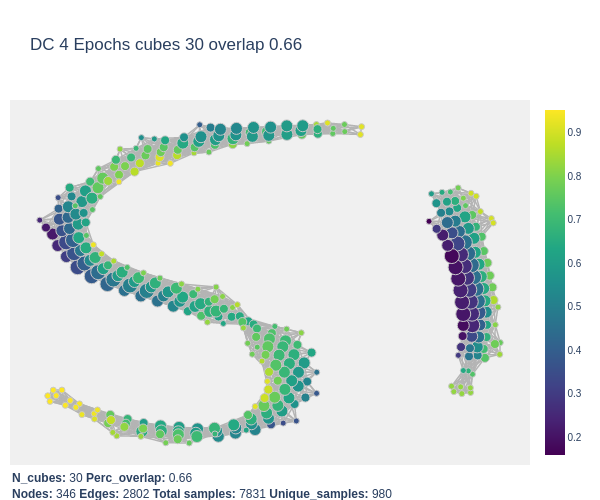 DC 4 Epochs cubes 30 overlap 0.66
0.9
0.8
0.7
0.6
0.5
0.4
0.3
0.2
N_cubes: 30 Perc_overlap: 0.66
Nodes: 346 Edges: 2802 Total samples: 7831 Unique_samples: 980